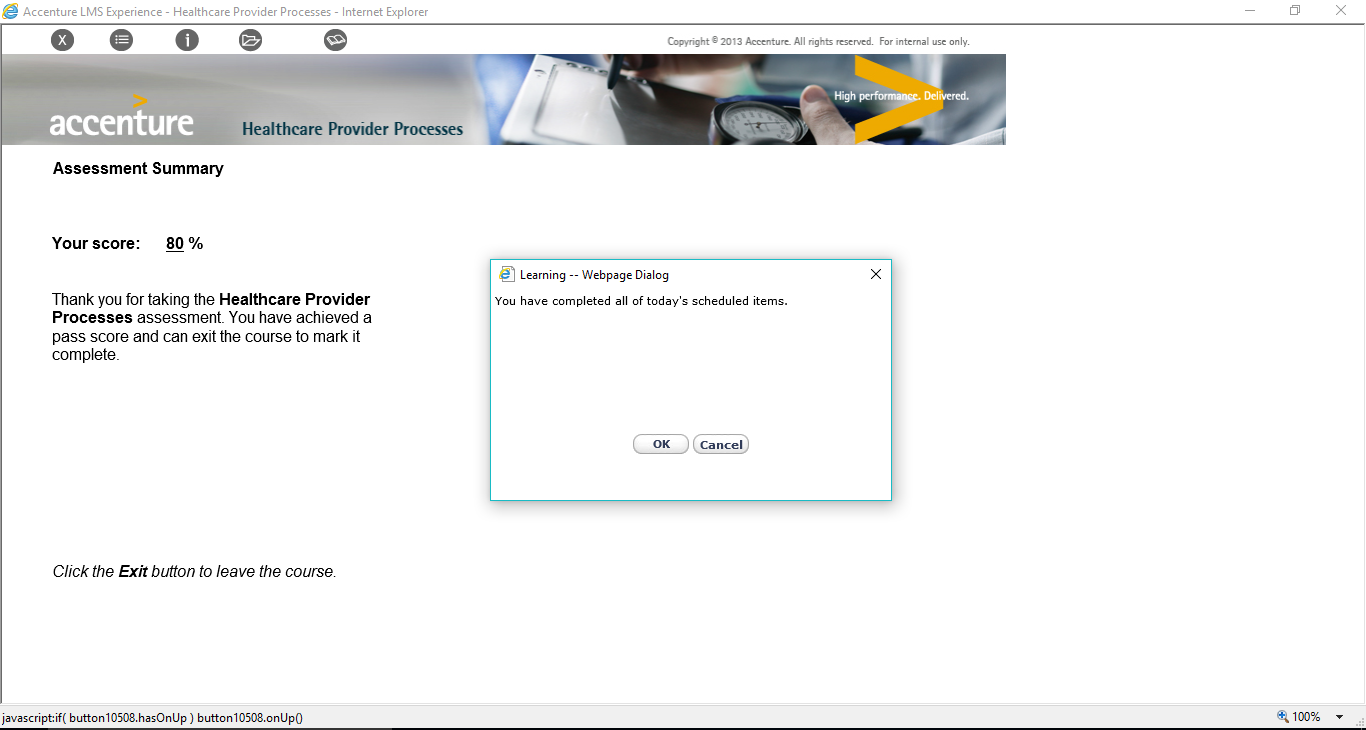 Accenture LMS Experience - Healthcare Provider Processes - Internet Explorer
X
i
Copyright © 2013 Accenture. All rights reserved. For internal use only.
High performance. Delivered.
accenture
Healthcare Provider Processes
Assessment Summary
Your score: 80 %
Thank you for taking the Healthcare Provider
Processes assessment. You have achieved a
pass score and can exit the course to mark it
complete.
Learning -- Webpage Dialog
You have completed all of today's scheduled items.
OK Cancel
Click the Exit button to leave the course.
javascript:if( button10508.hasOnUp ) button10508.onUp()
100%